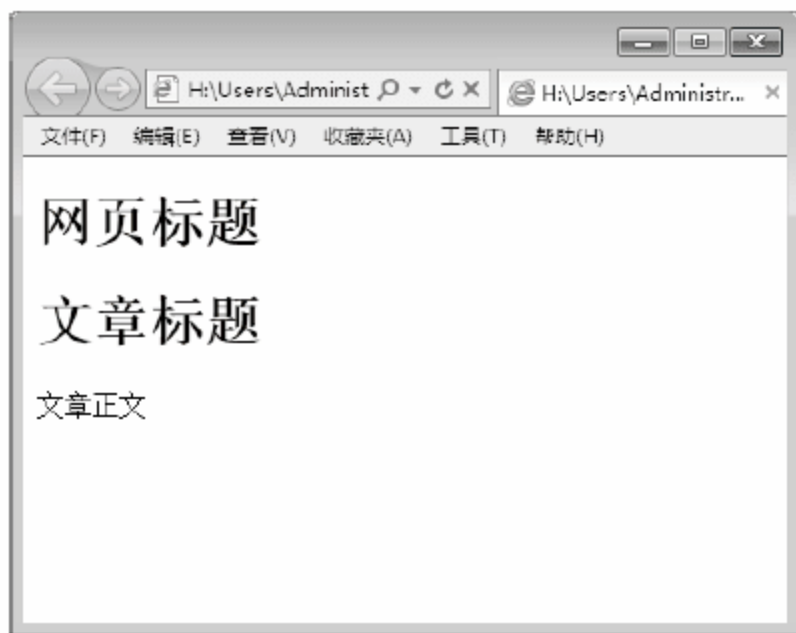 H:\Users\Administ
H:\Users\Administr...
文件(F) 编辑(E) 查看(V) 收藏夹(A) 工具(T) 帮助(H)
网页标题
文章标题
文章正文